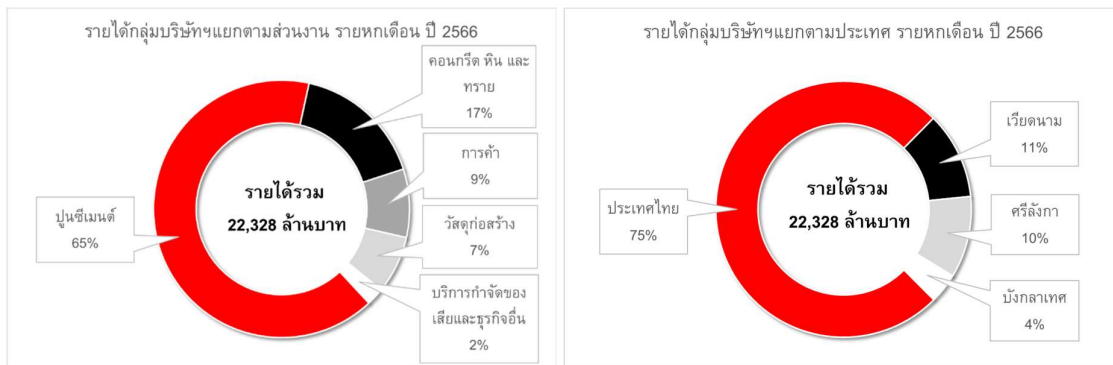 รายได้กลุ่มบริษัทฯแยกตามส่วนงาน รายหกเดือน ปี 2566
คอนกรีต หิน และ
ทราย
17%
การค้า
9%
วัสดุก่อสร้าง
7%
บริการกำจัดของ
เสียและธุรกิจอื่น
2%
ปูนซีเมนต์
65%
รายได้รวม
22,328 ล้านบาท
รายได้กลุ่มบริษัทฯแยกตามประเทศ รายหกเดือน ปี 2566
เวียดนาม
11%
ศรีลังกา
10%
บังกลาเทศ
4%
ประเทศไทย
75%
รายได้รวม
22,328 ล้านบาท